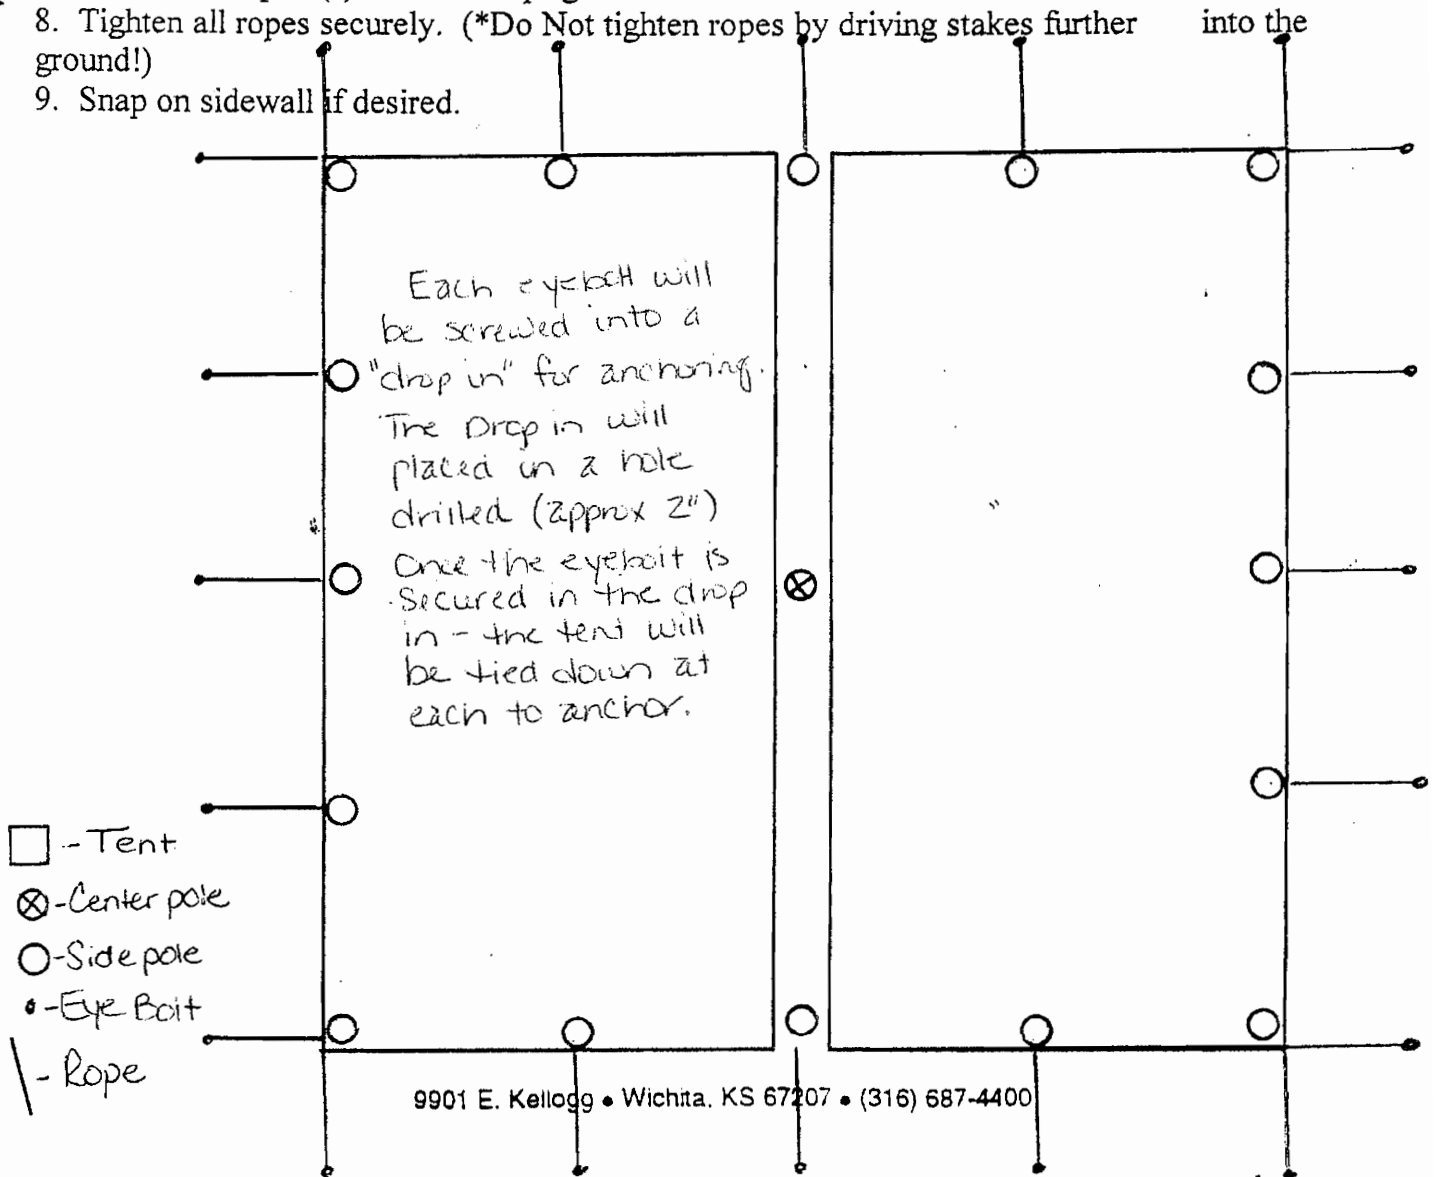 8. Tighten all ropes securely. (*Do Not tighten ropes by driving stakes further into the
ground!)
9. Snap on sidewall if desired.
Each eyebolt will
be screwed into a
"drop in" for anchoring.
The Drop in will
placed in a hole
drilled (approx 2")
Once the eyebolt is
secured in the drop
in - the tent will
be tied down at
each to anchor.
- Tent
- Center pole
- Side pole
- Eye Bolt
- Rope
9901 E. Kellogg • Wichita, KS 67207 • (316) 687-4400